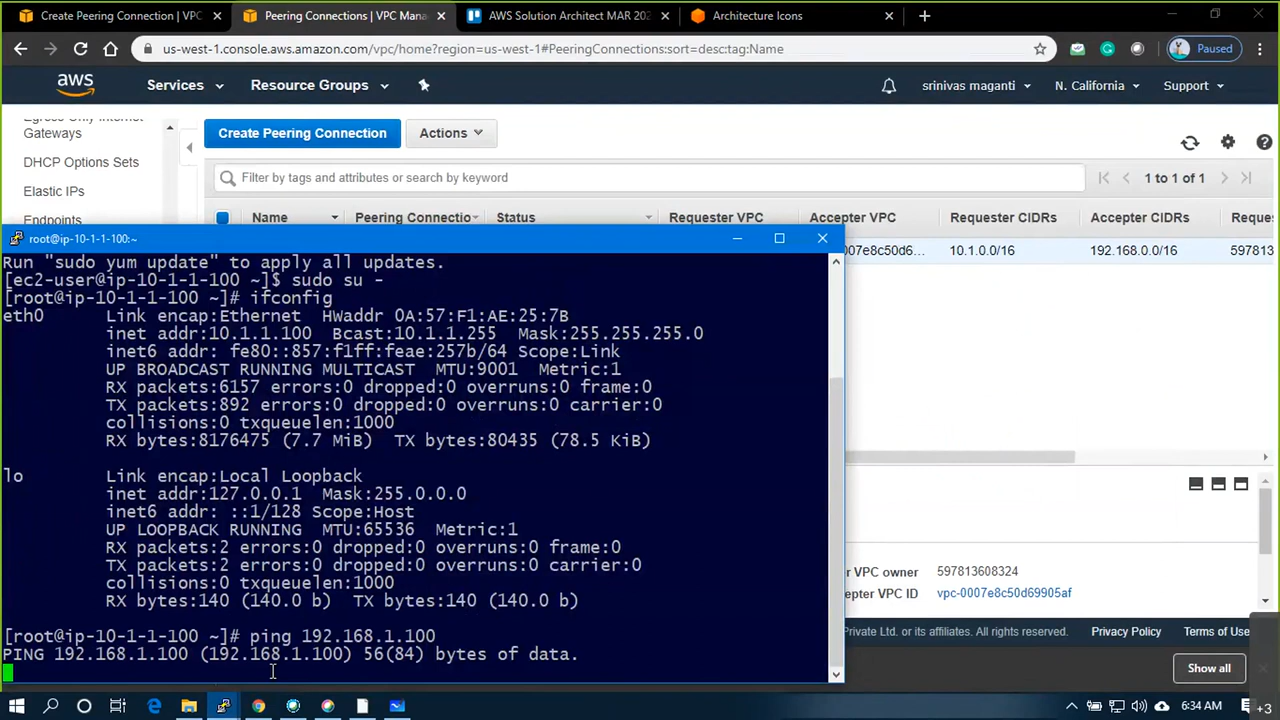 Create Peering Connection | VPC
Peering Connections | VPC Mana
AWS Solution Architect MAR 202
Architecture Icons
us-west-1.console.aws.amazon.com/vpc/home?region=us-west-1#PeeringConnections:sort=desc:tag:Name
Paused
aws
Services
Resource Groups
srinivas maganti
N. California
Support
Egress Only Internet
Gateways
DHCP Options Sets
Elastic IPs
Endpoints
Create Peering Connection
Actions
Filter by tags and attributes or search by keyword
1 to 1 of 1
Name
Peering Connectio
Status
Requester VPC
Accepter VPC
Requester CIDRs
Accepter CIDRs
Reques
-0007e8c50d6...
10.1.0.0/16
192.168.0.0/16
597813
root@ip-10-1-1-100:~
Run "sudo yum update" to apply all updates.
[ec2-user@ip-10-1-1-100 ~]$ sudo su -
[root@ip-10-1-1-100 ~]# ifconfig
eth0 Link encap:Ethernet HWaddr 0A:57:F1:AE:25:7B
inet addr:10.1.1.100 Bcast:10.1.1.255 Mask:255.255.255.0
inet6 addr: fe80::857:f1ff:feae:257b/64 Scope:Link
UP BROADCAST RUNNING MULTICAST MTU:9001 Metric:1
RX packets:6157 errors:0 dropped:0 overruns:0 frame:0
TX packets:892 errors:0 dropped:0 overruns:0 carrier:0
collisions:0 txqueuelen:1000
RX bytes:8176475 (7.7 MiB) TX bytes:80435 (78.5 KiB)
lo Link encap:Local Loopback
inet addr:127.0.0.1 Mask:255.0.0.0
inet6 addr: ::1/128 Scope:Host
UP LOOPBACK RUNNING MTU:65536 Metric:1
RX packets:2 errors:0 dropped:0 overruns:0 frame:0
TX packets:2 errors:0 dropped:0 overruns:0 carrier:0
collisions:0 txqueuelen:1000
RX bytes:140 (140.0 b) TX bytes:140 (140.0 b)
[root@ip-10-1-1-100 ~]# ping 192.168.1.100
PING 192.168.1.100 (192.168.1.100) 56(84) bytes of data.
er VPC owner 597813608324
epter VPC ID vpc-0007e8c50d69905af
Private Ltd. or its affiliates. All rights reserved.
Privacy Policy
Terms of Use
Show all
6:34 AM
+3